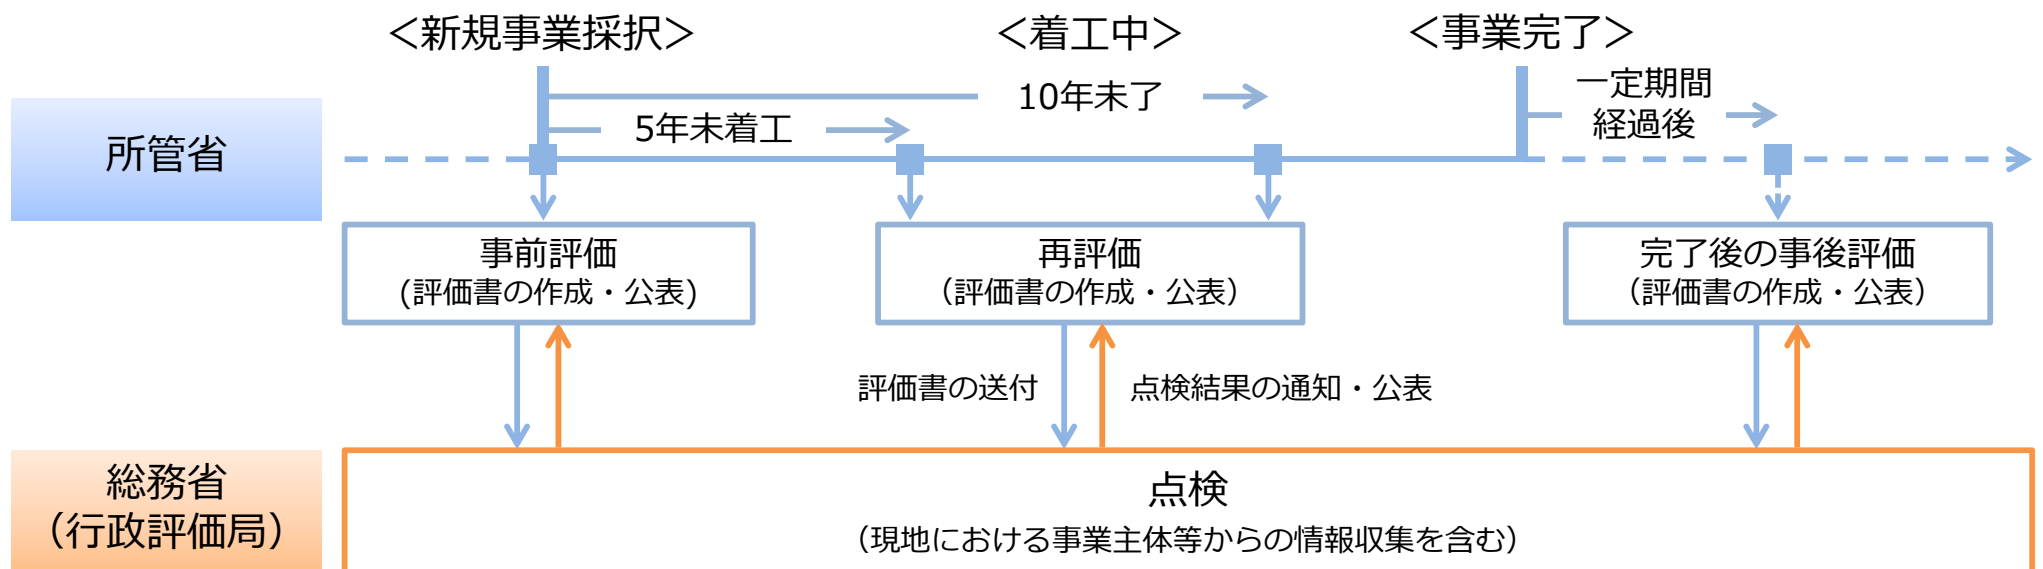 ＜新規事業採択＞
＜着工中＞
＜事業完了＞
10年未了
5年未着工
一定期間
経過後
所管省
事前評価
(評価書の作成・公表)
再評価
（評価書の作成・公表）
完了後の事後評価
（評価書の作成・公表）
評価書の送付
点検結果の通知・公表
総務省
（行政評価局）
点検
（現地における事業主体等からの情報収集を含む）